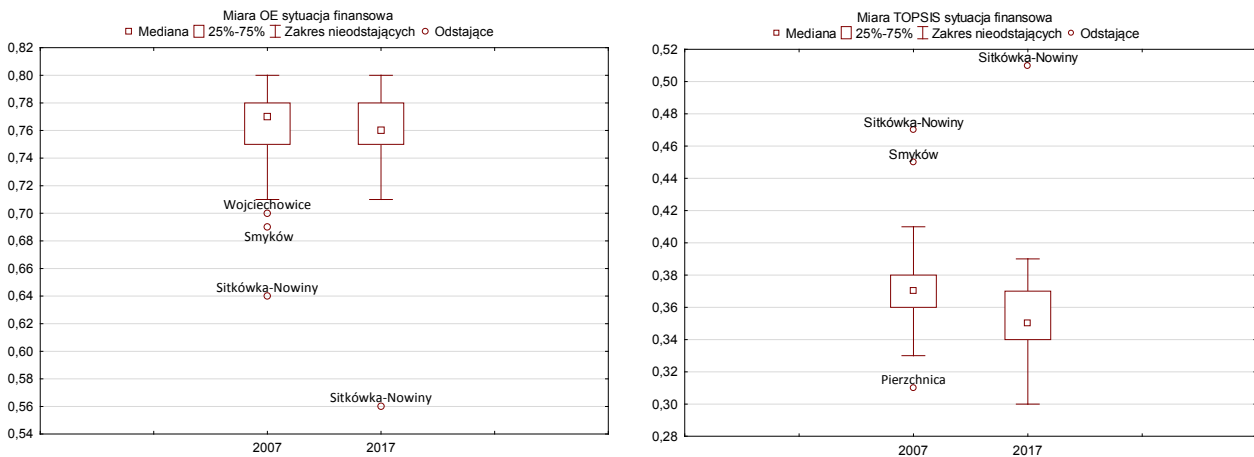 Miara OE sytuacja finansowa
Mediana 25%-75% Zakres nieodstających Odstające
0,82
0,80
0,78
0,76
0,74
0,72
0,70
0,68
0,66
0,64
0,62
0,60
0,58
0,56
0,54
Wojciechowice
Smyków
Sitkówka-Nowiny
Sitkówka-Nowiny
2007 2017
Miara TOPSIS sytuacja finansowa
Mediana 25%-75% Zakres nieodstających Odstające
0,52
0,50
0,48
0,46
0,44
0,42
0,40
0,38
0,36
0,34
0,32
0,30
0,28
Sitkówka-Nowiny
Sitkówka-Nowiny
Smyków
Pierzchnica
2007 2017